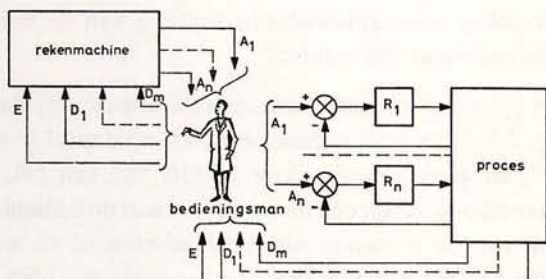 A1
rekenmachine
An
E D1 Dm
A1 + R1
proces
An + Rn
-
bedieningsman
E D1 Dm